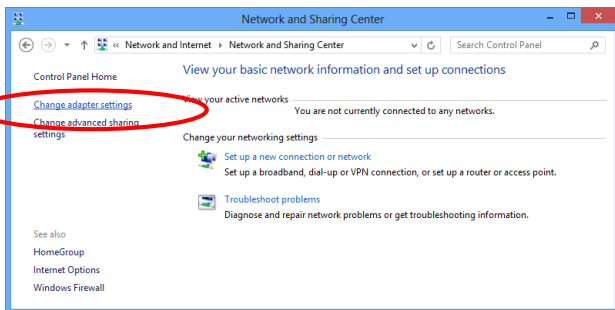 Network and Sharing Center
« Network and Internet Network and Sharing Center
Search Control Panel
Control Panel Home
Change adapter settings
Change advanced sharing
settings
See also
HomeGroup
Internet Options
Windows Firewall
View your basic network information and set up connections
View your active networks
You are not currently connected to any networks.
Change your networking settings
Set up a new connection or network
Set up a broadband, dial-up or VPN connection, or set up a router or access point.
Troubleshoot problems
Diagnose and repair network problems or get troubleshooting information.